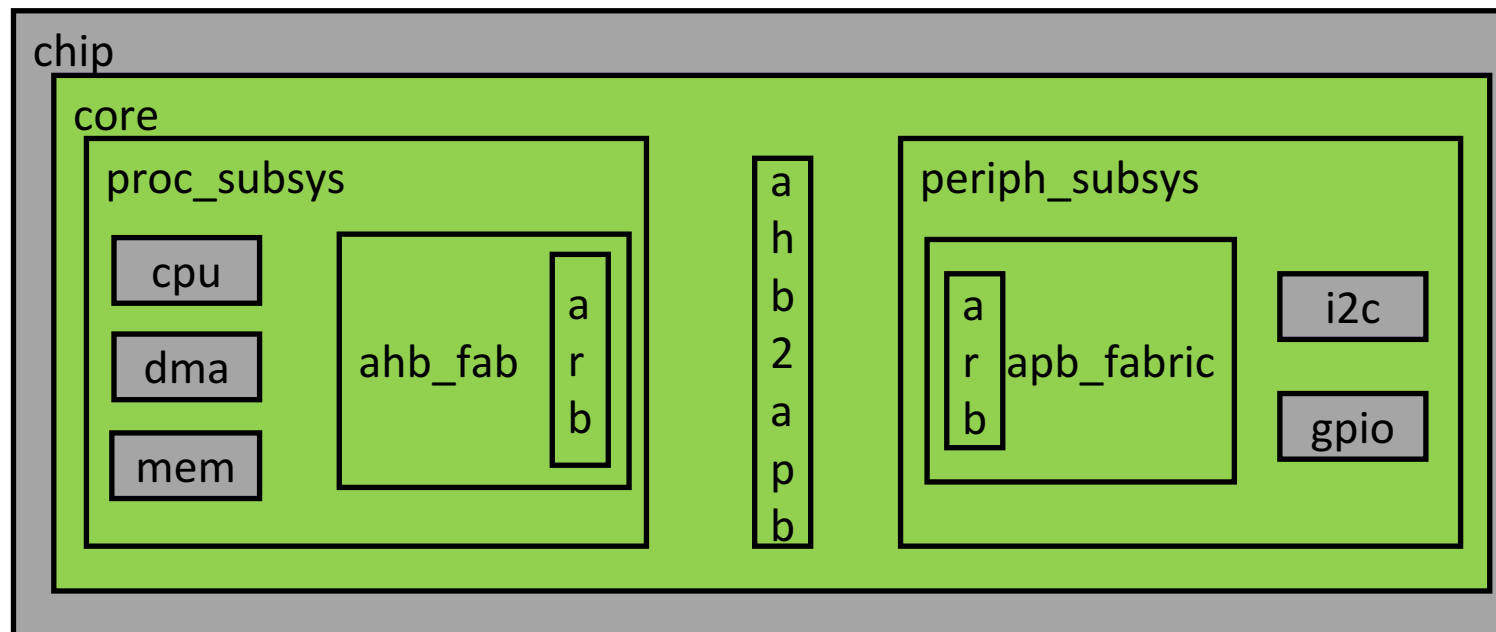 chip
core
proc_subsys
cpu
dma
mem
ahb_fab
a
r
b
a
h
b
2
a
p
b
periph_subsys
a
r
b
apb_fabric
i2c
gpio